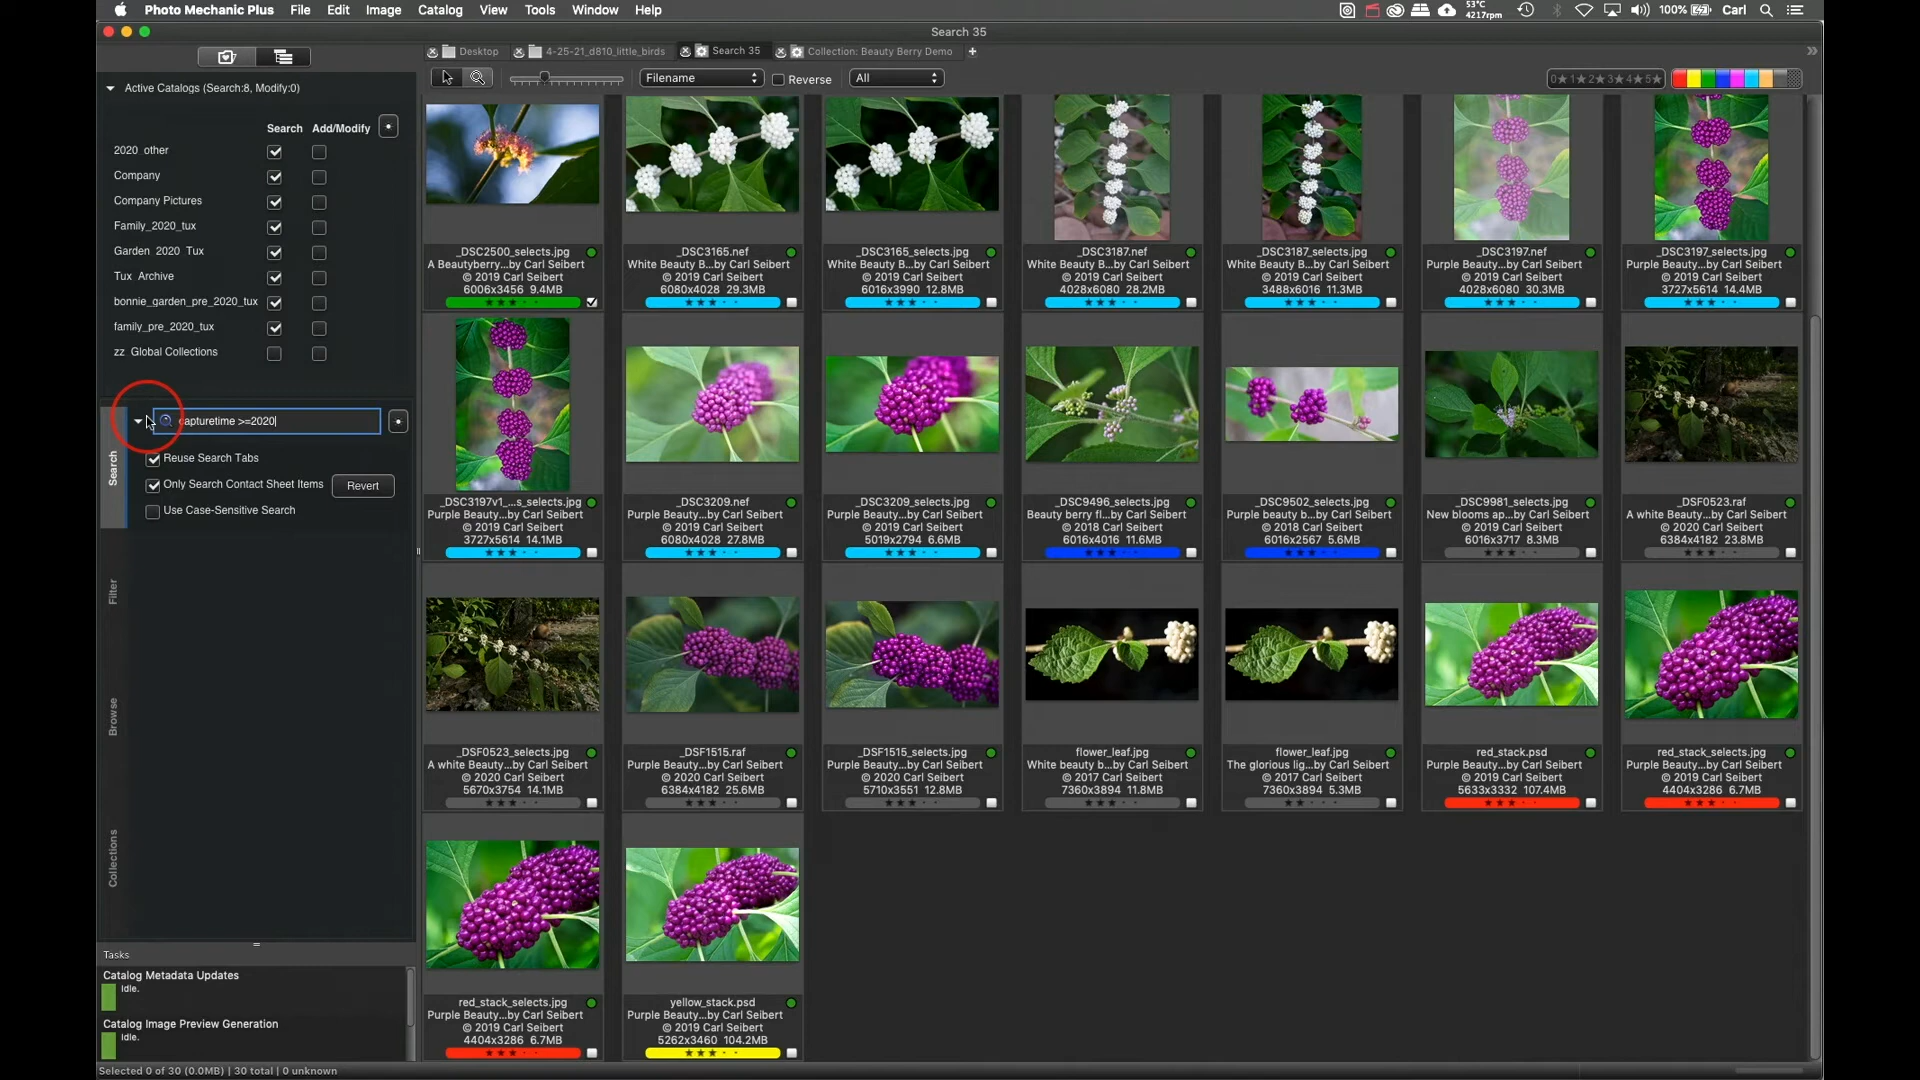 Photo Mechanic Plus File Edit Image Catalog View Tools Window Help 53°C 4217rpm 100% Carl
Search 35
Desktop 4-25-21_d810_little_birds Search 35 Collection: Beauty Berry Demo
Filename Reverse All 0★1★2★3★4★5★
Active Catalogs (Search:8, Modify:0)
Search Add/Modify
2020 other
Company
Company Pictures
Family_2020_tux
Garden 2020 Tux
Tux Archive
bonnie_garden_pre_2020_tux
family_pre_2020_tux
zz Global Collections
capturetime >=2020
Reuse Search Tabs
Only Search Contact Sheet Items Revert
Use Case-Sensitive Search
Search
Filter
Browse
Collections
Tasks
Catalog Metadata Updates
Idle.
Catalog Image Preview Generation
Idle.
Selected 0 of 30 (0.0MB) | 30 total | 0 unknown
_DSC2500_selects.jpg
A Beautyberry...by Carl Seibert
© 2019 Carl Seibert
6006x3456 9.4MB
_DSC3165.nef
White Beauty B...by Carl Seibert
© 2019 Carl Seibert
6080x4028 29.3MB
_DSC3165_selects.jpg
White Beauty B...by Carl Seibert
© 2019 Carl Seibert
6016x3990 12.8MB
_DSC3187.nef
White Beauty B...by Carl Seibert
© 2019 Carl Seibert
4028x6080 28.2MB
_DSC3187_selects.jpg
White Beauty B...by Carl Seibert
© 2019 Carl Seibert
3488x6016 11.3MB
_DSC3197.nef
Purple Beauty...by Carl Seibert
© 2019 Carl Seibert
4028x6080 30.3MB
_DSC3197_selects.jpg
Purple Beauty...by Carl Seibert
© 2019 Carl Seibert
3727x5614 14.4MB
_DSC3197v1_...s_selects.jpg
Purple Beauty...by Carl Seibert
© 2019 Carl Seibert
3727x5614 14.1MB
_DSC3209.nef
Purple Beauty...by Carl Seibert
© 2019 Carl Seibert
6080x4028 27.8MB
_DSC3209_selects.jpg
Purple Beauty...by Carl Seibert
© 2019 Carl Seibert
5019x2794 6.6MB
_DSC9496_selects.jpg
Beauty berry fl...by Carl Seibert
© 2018 Carl Seibert
6016x4016 11.6MB
_DSC9502_selects.jpg
Purple beauty b...by Carl Seibert
© 2018 Carl Seibert
6016x2567 5.6MB
_DSC9981_selects.jpg
New blooms ap...by Carl Seibert
© 2019 Carl Seibert
6016x3717 8.3MB
_DSF0523.raf
A white Beauty...by Carl Seibert
© 2020 Carl Seibert
6384x4182 23.8MB
_DSF0523_selects.jpg
A white Beauty...by Carl Seibert
© 2020 Carl Seibert
5670x3754 14.1MB
_DSF1515.raf
Purple Beauty...by Carl Seibert
© 2020 Carl Seibert
6384x4182 25.6MB
_DSF1515_selects.jpg
Purple Beauty...by Carl Seibert
© 2020 Carl Seibert
5710x3551 12.8MB
flower_leaf.jpg
White beauty b...by Carl Seibert
© 2017 Carl Seibert
7360x3894 11.8MB
flower_leaf.jpg
The glorious lig...by Carl Seibert
© 2017 Carl Seibert
7360x3894 5.3MB
red_stack.psd
Purple Beauty...by Carl Seibert
© 2019 Carl Seibert
5633x3332 107.4MB
red_stack_selects.jpg
Purple Beauty...by Carl Seibert
© 2019 Carl Seibert
4404x3286 6.7MB
red_stack_selects.jpg
Purple Beauty...by Carl Seibert
© 2019 Carl Seibert
4404x3286 6.7MB
yellow_stack.psd
Purple Beauty...by Carl Seibert
© 2019 Carl Seibert
5262x3460 104.2MB